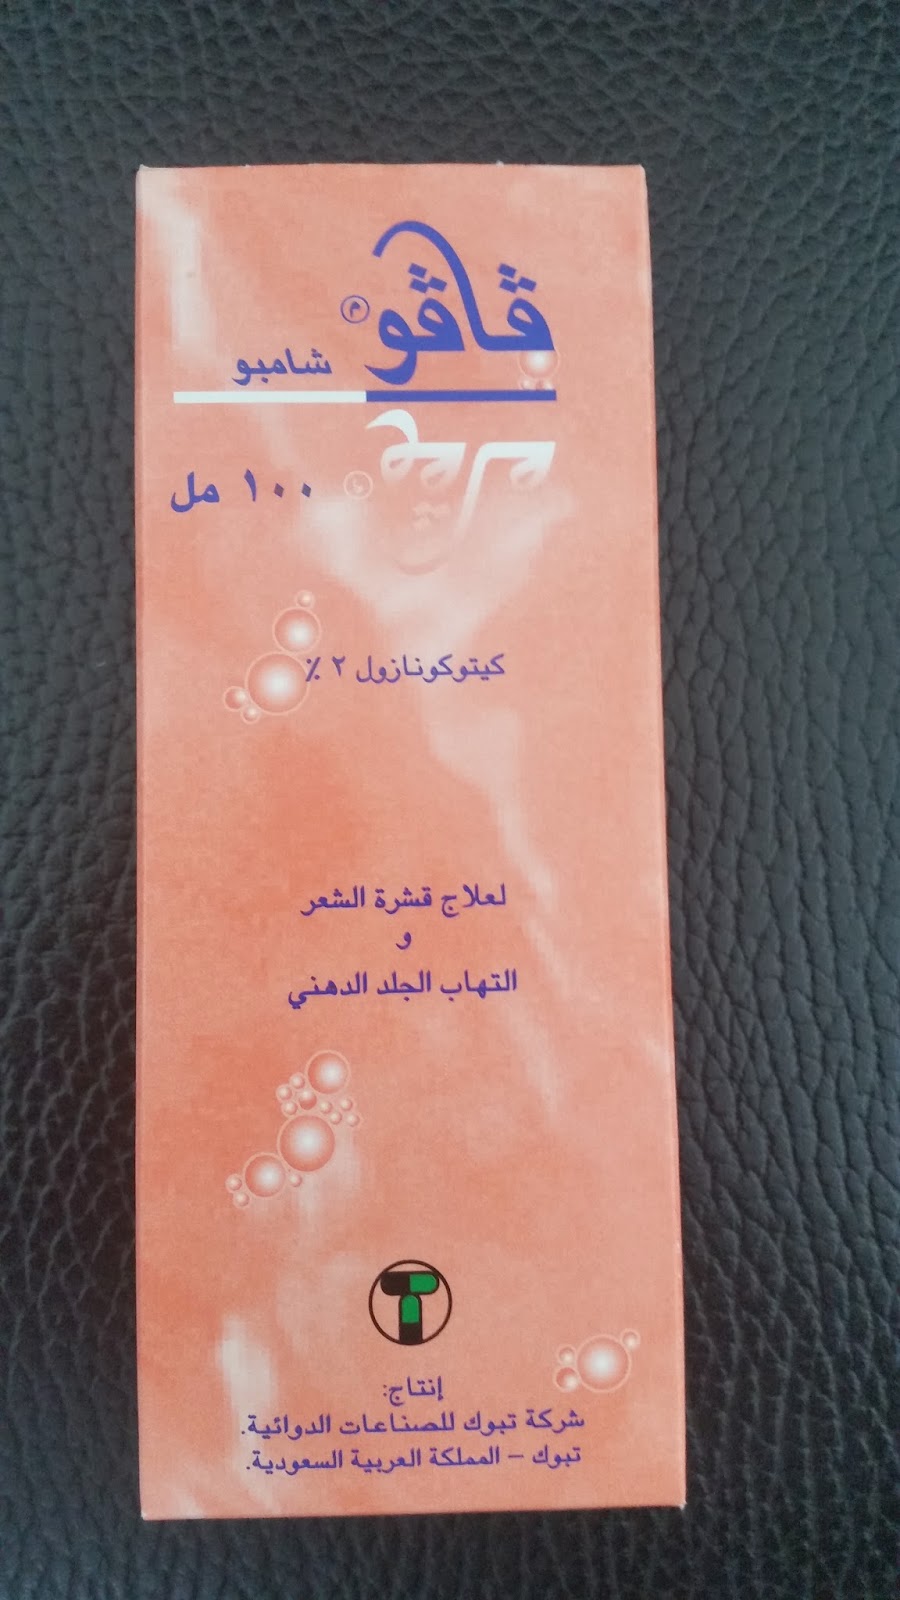 ڤاڤو م
شامبو
١٠٠ مل
كيتوكونازول ٢ ٪
لعلاج قشرة الشعر
و
التهاب الجلد الدهني
إنتاج:
شركة تبوك للصناعات الدوائية.
تبوك – المملكة العربية السعودية.